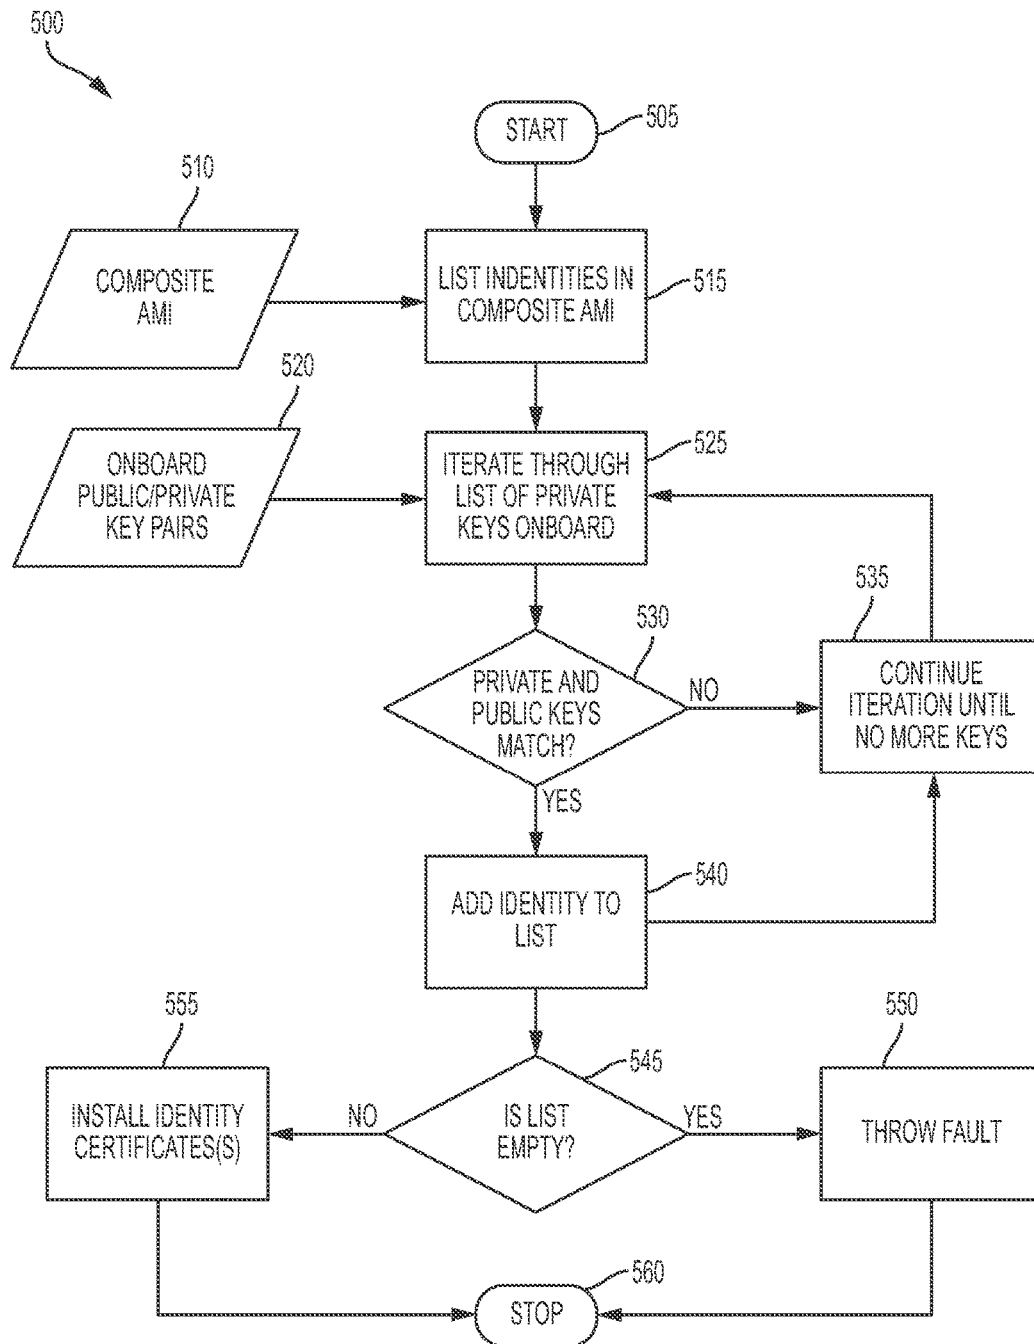 500
START
505
510
COMPOSITE
AMI
LIST INDENTITIES IN
COMPOSITE AMI
515
520
ONBOARD
PUBLIC/PRIVATE
KEY PAIRS
ITERATE THROUGH
LIST OF PRIVATE
KEYS ONBOARD
525
530
PRIVATE AND
PUBLIC KEYS
MATCH?
NO
535
CONTINUE
ITERATION UNTIL
NO MORE KEYS
YES
ADD IDENTITY TO
LIST
540
555
INSTALL IDENTITY
CERTIFICATES(S)
NO
IS LIST
EMPTY?
545
YES
550
THROW FAULT
STOP
560